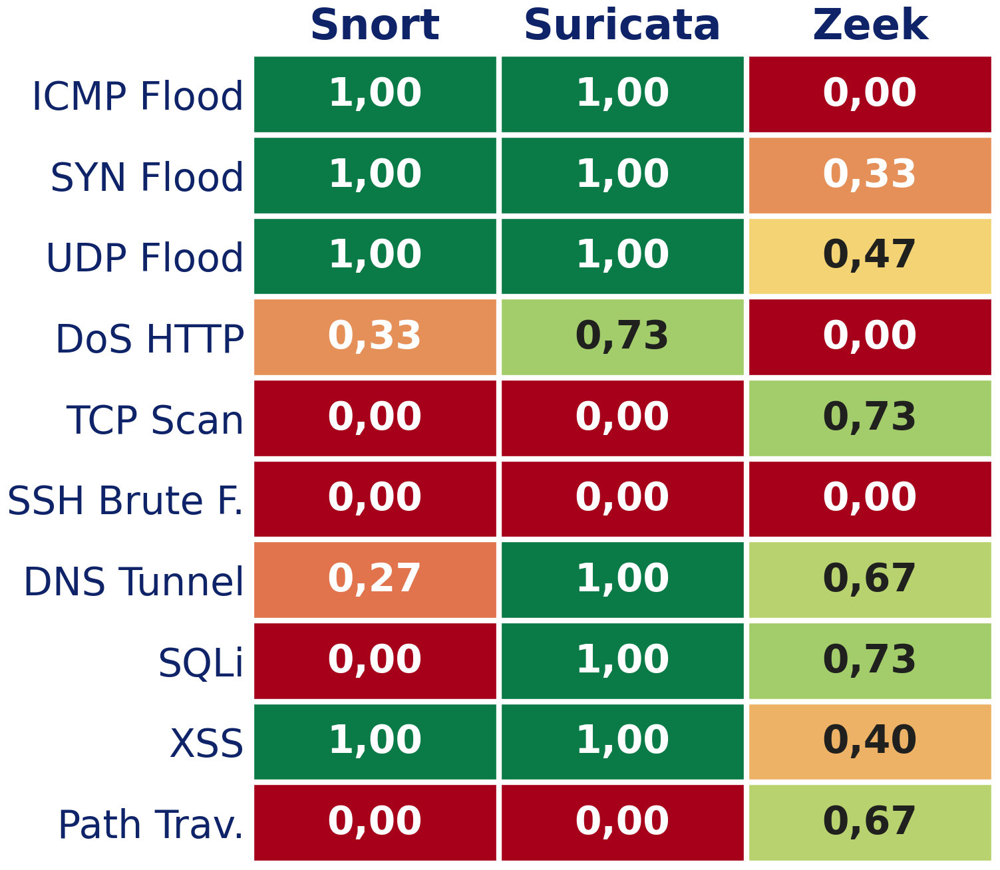 Snort Suricata Zeek
ICMP Flood 1,00 1,00 0,00
SYN Flood 1,00 1,00 0,33
UDP Flood 1,00 1,00 0,47
DoS HTTP 0,33 0,73 0,00
TCP Scan 0,00 0,00 0,73
SSH Brute F. 0,00 0,00 0,00
DNS Tunnel 0,27 1,00 0,67
SQLi 0,00 1,00 0,73
XSS 1,00 1,00 0,40
Path Trav. 0,00 0,00 0,67